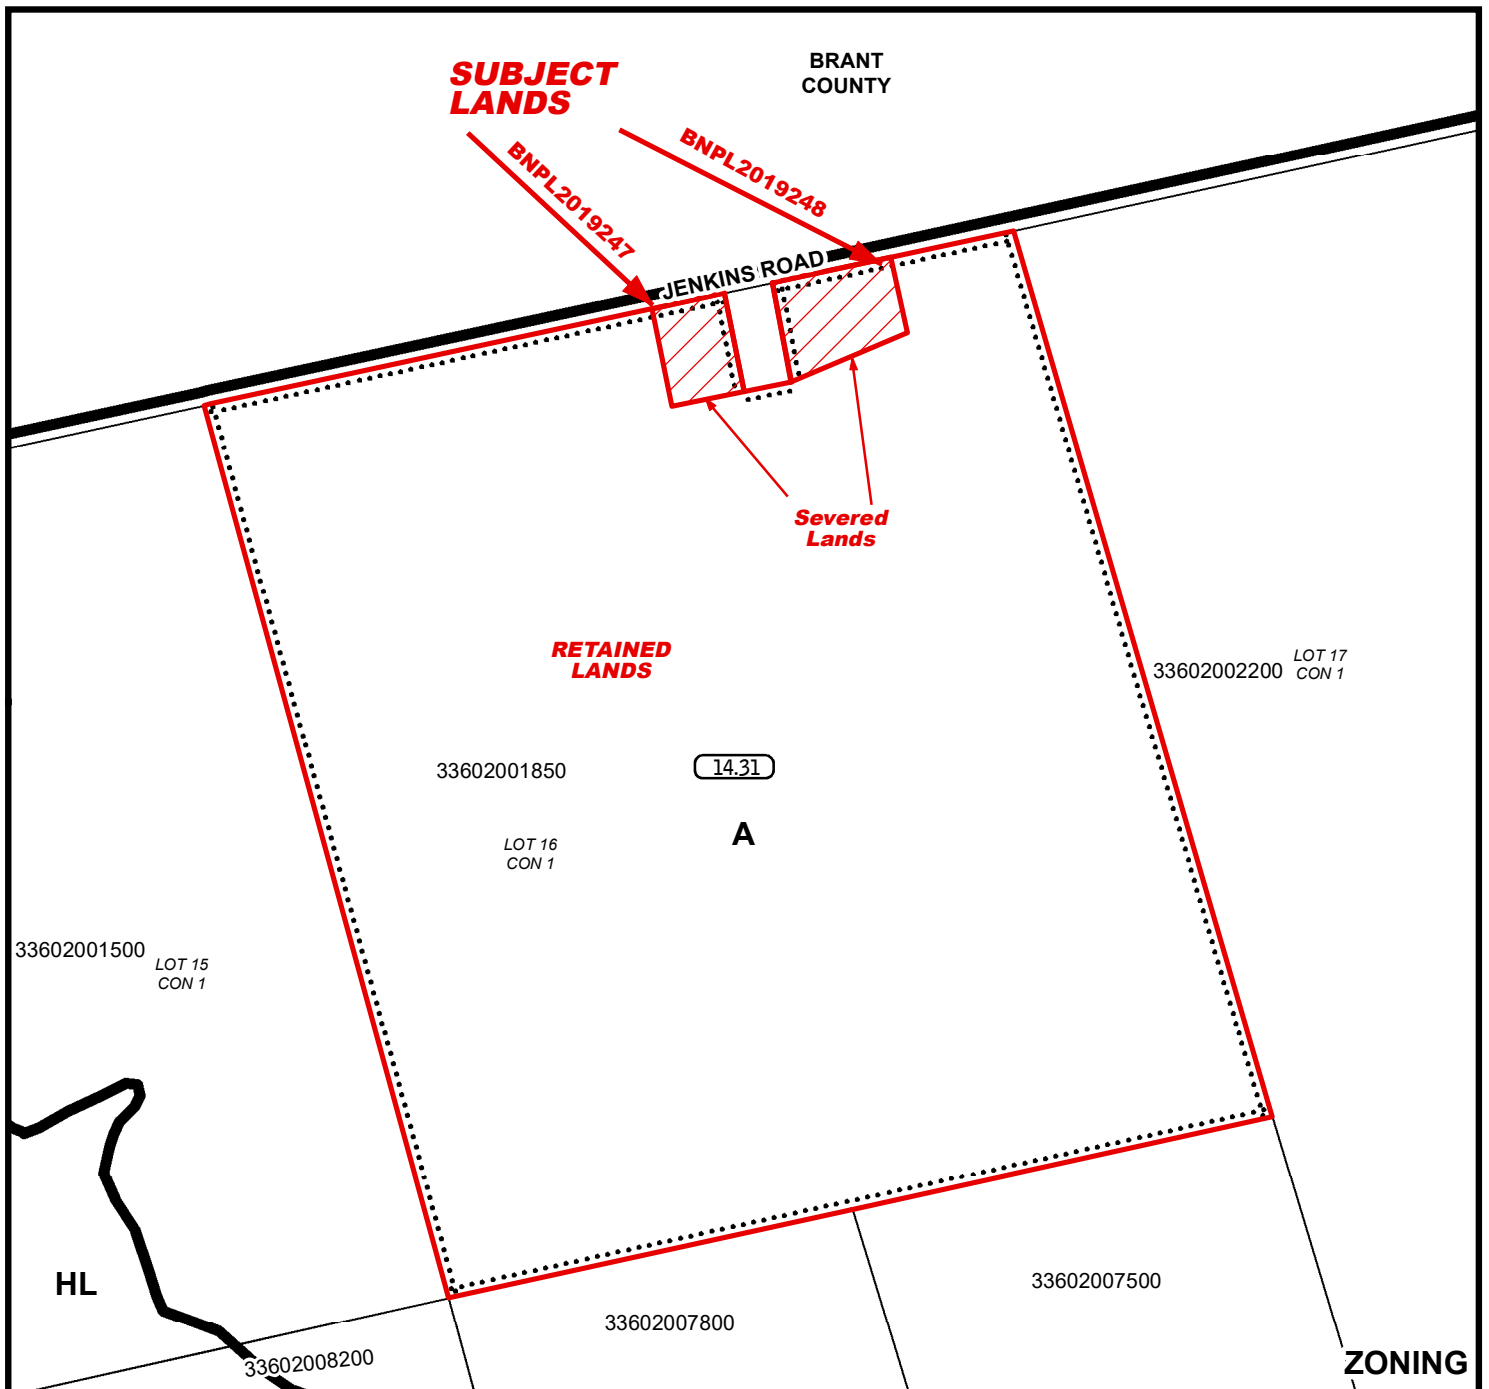 BRANT
COUNTY
SUBJECT
LANDS
BNPL2019247
BNPL2019248
JENKINS ROAD
Severed
Lands
RETAINED
LANDS
33602002200
LOT 17
CON 1
33602001850
14.31
A
LOT 16
CON 1
33602001500
LOT 15
CON 1
HL
33602007500
33602007800
33602008200
ZONING